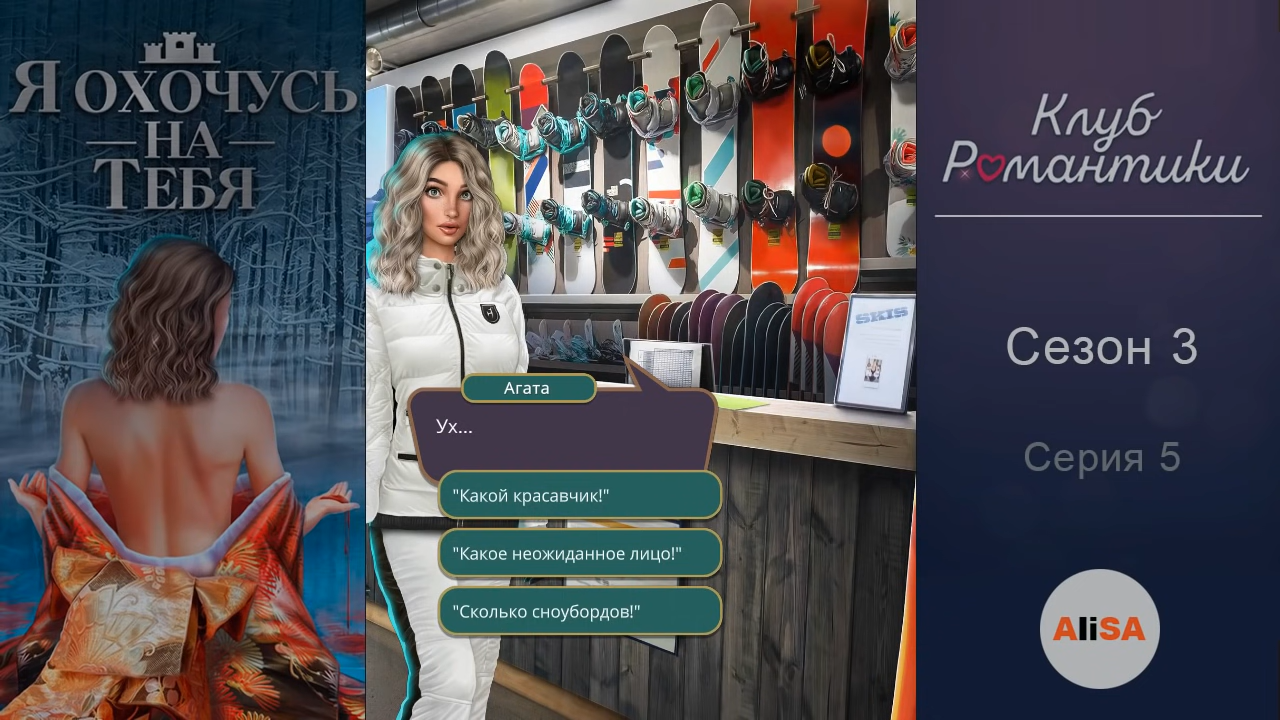 Я ОХОЧУСЬ
НА
ТЕБЯ
SKIS
Агата
Ух...
"Какой красавчик!"
"Какое неожиданное лицо!"
"Сколько сноубордов!"
Клуб
Романтики
Сезон 3
Серия 5
AliSA